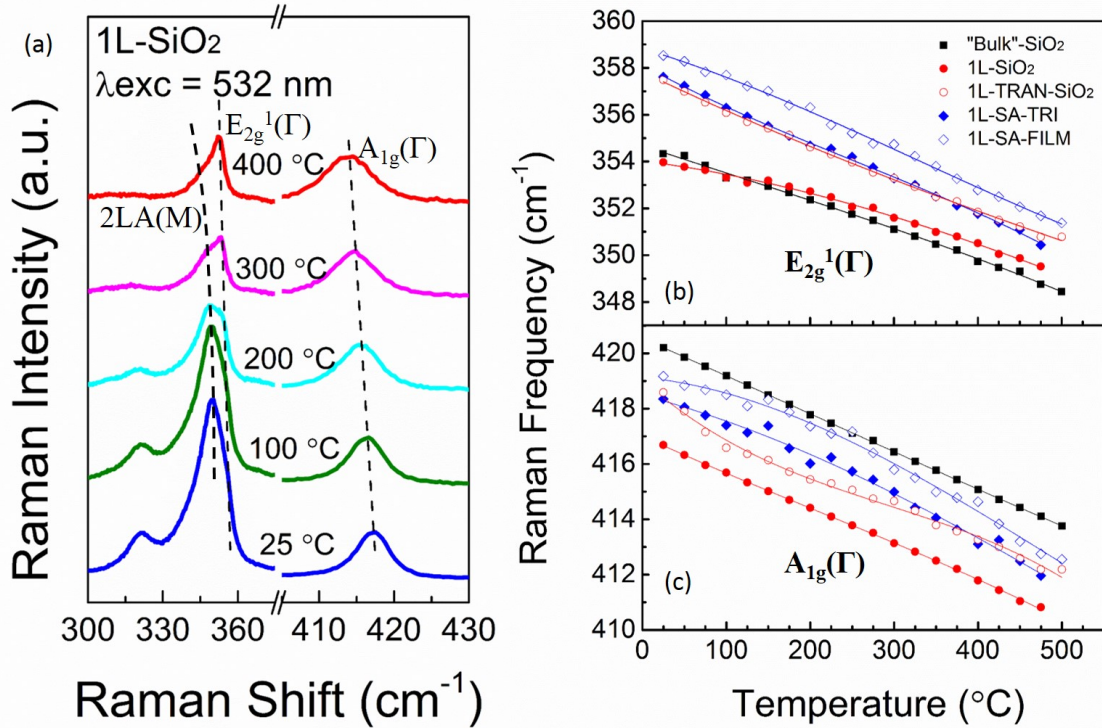 (a)
1L-SiO₂
λexc = 532 nm
E₂g¹(Γ)
A₁g(Γ)
400 °C
2LA(M)
300 °C
200 °C
100 °C
25 °C
Raman Intensity (a.u.)
300 330 360 410 420 430
Raman Shift (cm⁻¹)
"Bulk"-SiO₂
1L-SiO₂
1L-TRAN-SiO₂
1L-SA-TRI
1L-SA-FILM
360
358
356
354
352
350
348
E₂g¹(Γ)
(b)
420
418
416
414
412
410
A₁g(Γ)
(c)
Raman Frequency (cm⁻¹)
0 100 200 300 400 500
Temperature (°C)